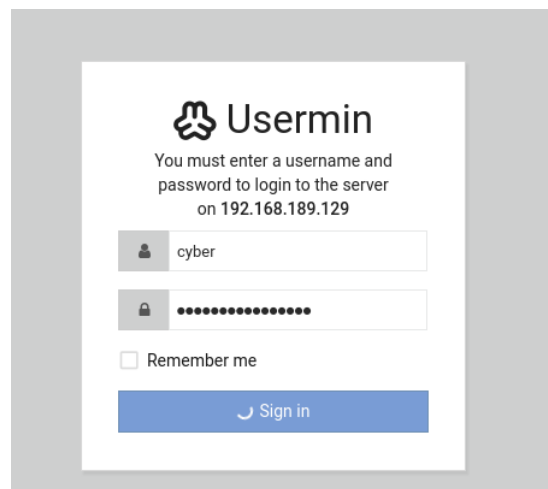 Usermin
You must enter a username and
password to login to the server
on 192.168.189.129
cyber
••••••••••••••••
Remember me
Sign in